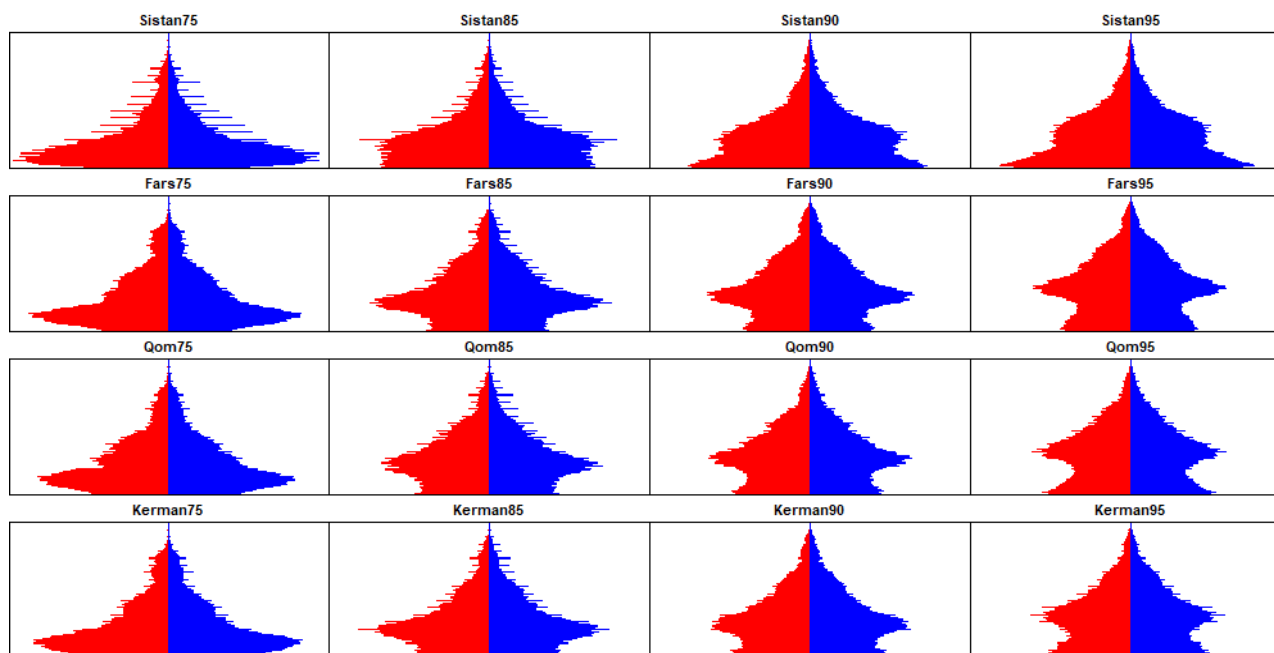 Sistan75 Sistan85 Sistan90 Sistan95
Fars75 Fars85 Fars90 Fars95
Qom75 Qom85 Qom90 Qom95
Kerman75 Kerman85 Kerman90 Kerman95